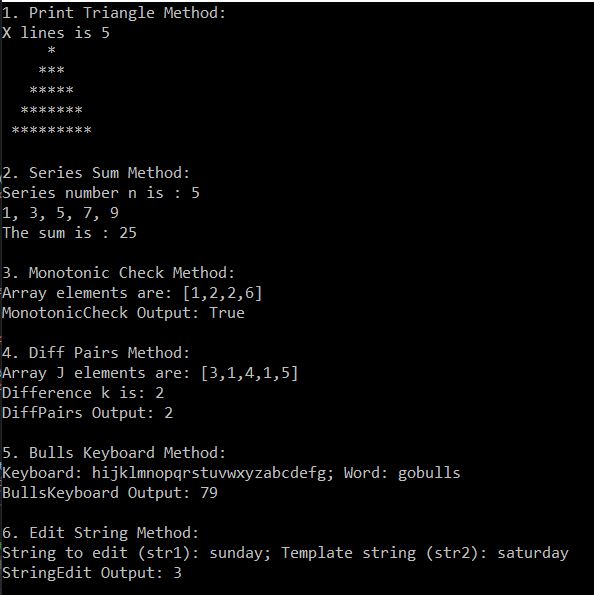 1. Print Triangle Method:
X lines is 5
     *
    ***
   *****
  *******
 *********
2. Series Sum Method:
Series number n is : 5
1, 3, 5, 7, 9
The sum is : 25
3. Monotonic Check Method:
Array elements are: [1,2,2,6]
MonotonicCheck Output: True
4. Diff Pairs Method:
Array J elements are: [3,1,4,1,5]
Difference k is: 2
DiffPairs Output: 2
5. Bulls Keyboard Method:
Keyboard: hijklmnopqrstuvwxyzabcdefg; Word: gobulls
BullsKeyboard Output: 79
6. Edit String Method:
String to edit (str1): sunday; Template string (str2): saturday
StringEdit Output: 3